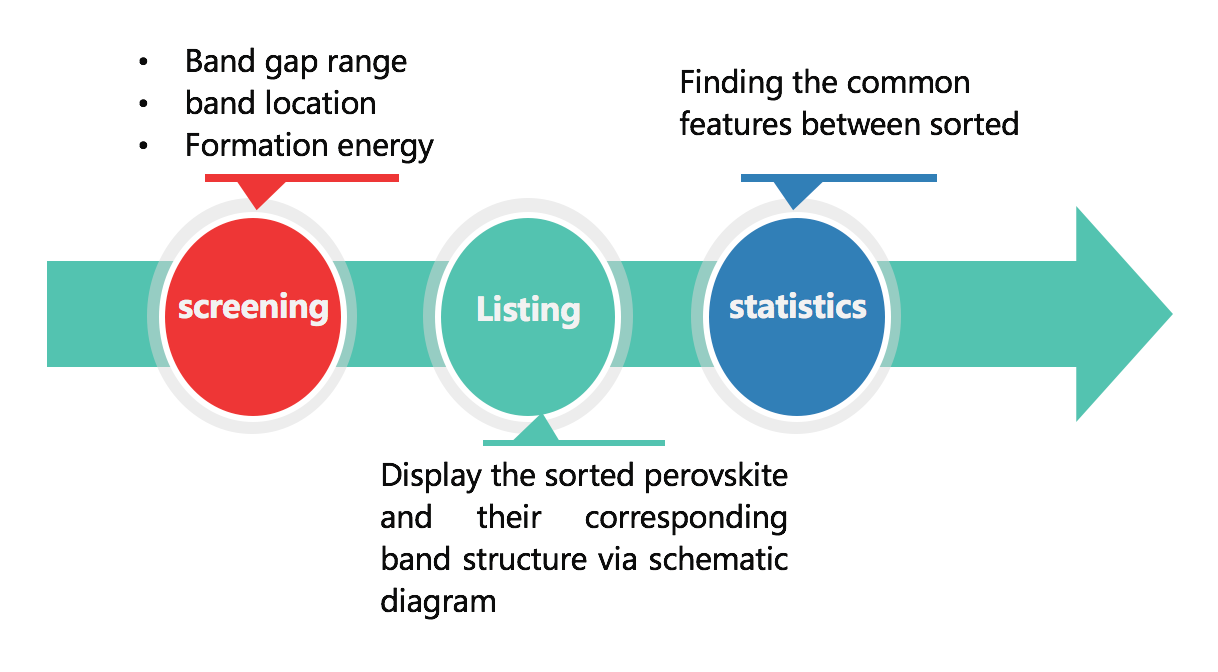 • Band gap range
• band location
• Formation energy
Finding the common
features between sorted
screening
Listing
statistics
Display the sorted perovskite
and their corresponding
band structure via schematic
diagram